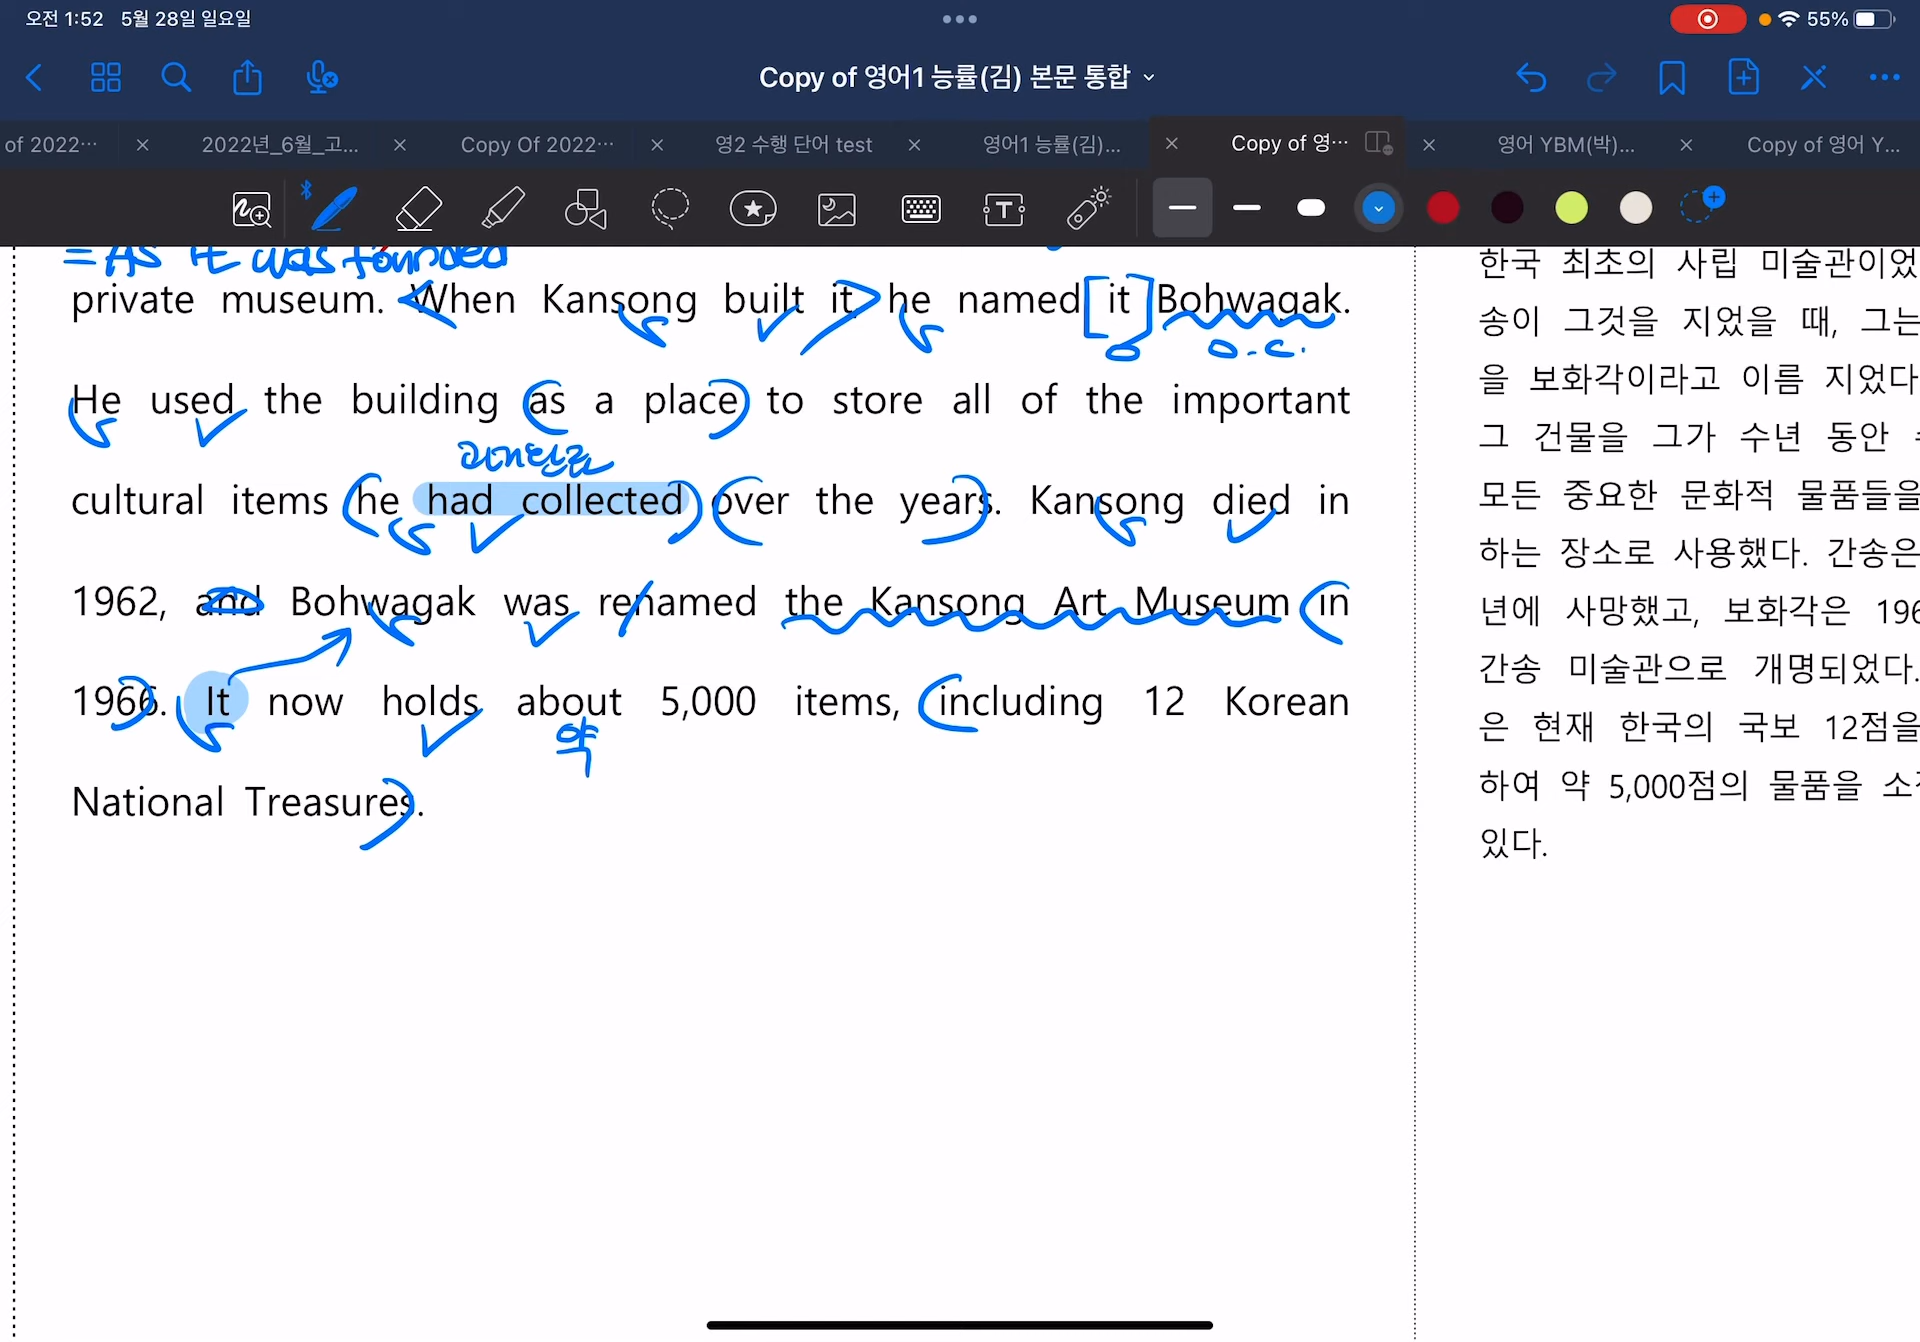 오전 1:52 5월 28일 일요일
55%
Copy of 영어1 능률(김) 본문 통합
of 2022…
2022년_6월_고...
Copy Of 2022…
영2 수행 단어 test
영어1 능률(김)...
Copy of 영…
영어 YBM(박)...
Copy of 영어 Y...
= As it was founded
private museum. When Kansong built it, he named it Bohwagak.
O O.C.
He used the building as a place to store all of the important
cultural items he had collected over the years. Kansong died in
1962, and Bohwagak was renamed the Kansong Art Museum in
1966. It now holds about 5,000 items, including 12 Korean
약
National Treasures.
한국 최초의 사립 미술관이었
송이 그것을 지었을 때, 그는
을 보화각이라고 이름 지었다
그 건물을 그가 수년 동안
모든 중요한 문화적 물품들을
하는 장소로 사용했다. 간송은
년에 사망했고, 보화각은 196
간송 미술관으로 개명되었다.
은 현재 한국의 국보 12점을
하여 약 5,000점의 물품을 소
있다.